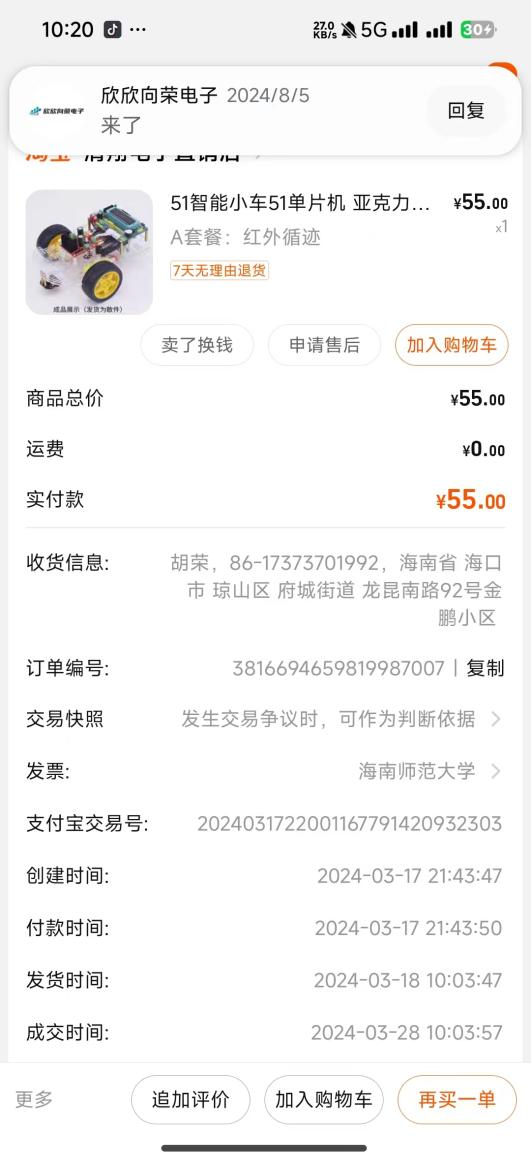 10:20
27.0
KB/s
5G
30
欣欣向荣电子 2024/8/5
欣欣向荣电子
来了
回复
51智能小车51单片机 亚克力… ¥55.00
A套餐：红外循迹
x1
7天无理由退货
成品展示（发货为散件）
卖了换钱
申请售后
加入购物车
商品总价 ¥55.00
运费 ¥0.00
实付款 ¥55.00
收货信息: 胡荣，86-17373701992，海南省 海口
市 琼山区 府城街道 龙昆南路92号金
鹏小区
订单编号: 3816694659819987007 | 复制
交易快照 发生交易争议时，可作为判断依据
发票: 海南师范大学
支付宝交易号: 2024031722001167791420932303
创建时间: 2024-03-17 21:43:47
付款时间: 2024-03-17 21:43:50
发货时间: 2024-03-18 10:03:47
成交时间: 2024-03-28 10:03:57
更多
追加评价
加入购物车
再买一单